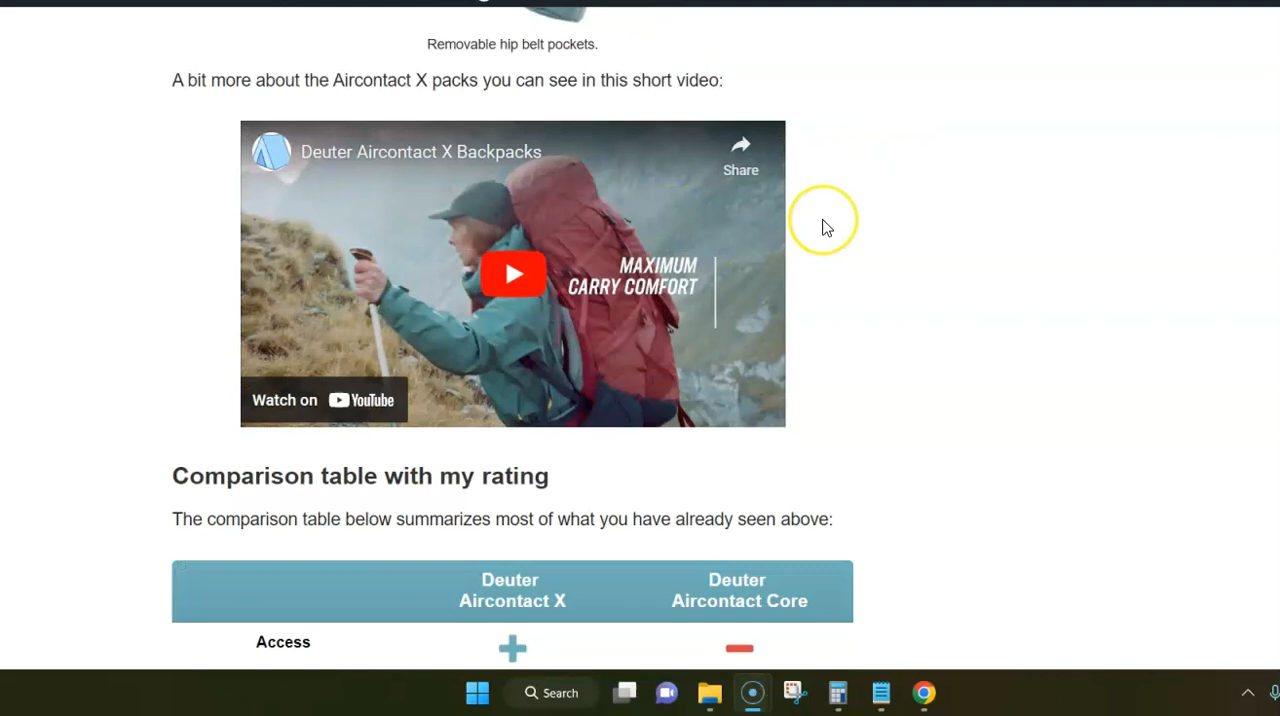 Removable hip belt pockets.
A bit more about the Aircontact X packs you can see in this short video:
Deuter Aircontact X Backpacks
Share
MAXIMUM
CARRY COMFORT
Watch on YouTube
Comparison table with my rating
The comparison table below summarizes most of what you have already seen above:
Deuter
Aircontact X
Deuter
Aircontact Core
Access
Search